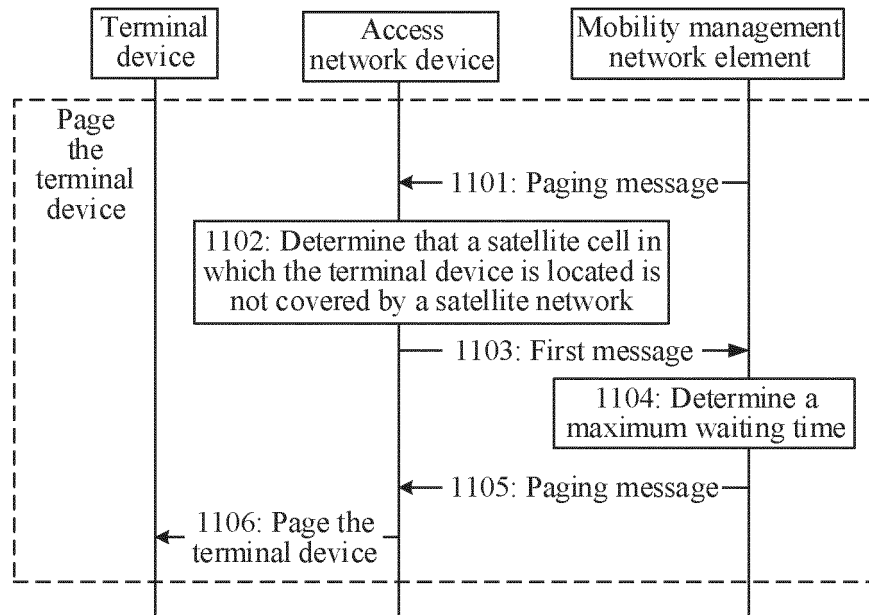 Terminal
device
Access
network device
Mobility management
network element
Page
the
terminal
device
1101: Paging message
1102: Determine that a satellite cell in
which the terminal device is located is
not covered by a satellite network
1103: First message
1104: Determine a
maximum waiting time
1105: Paging message
1106: Page the
terminal device